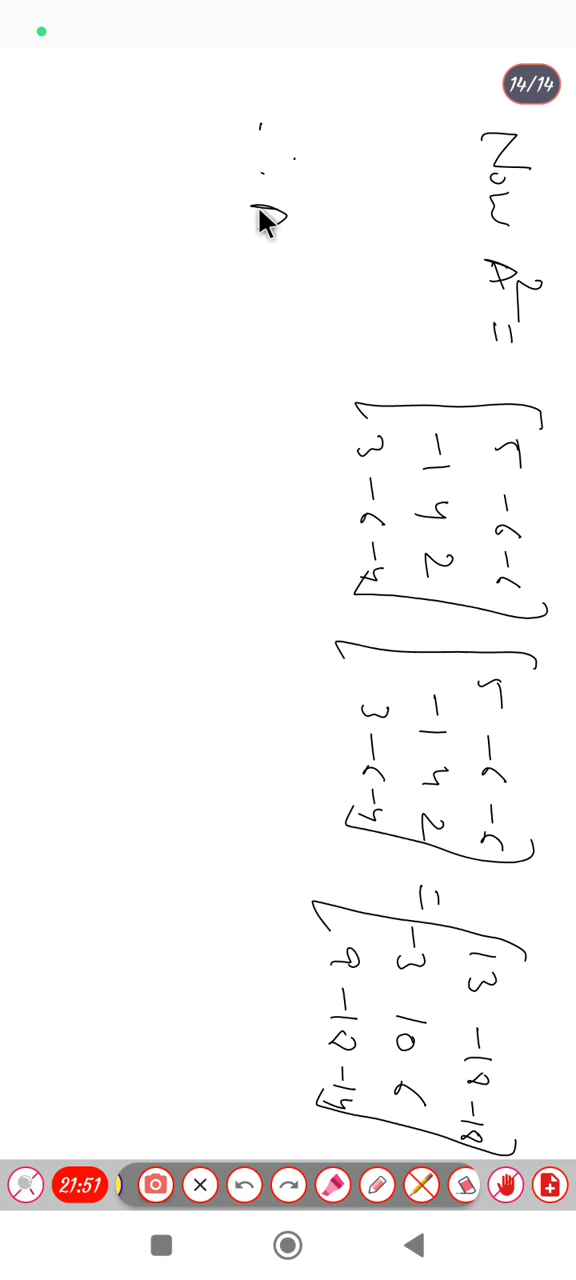 14/14
Now A² =
[5 -6 -6
-1 4 2
3 -6 -4]
[5 -6 -6
-1 4 2
3 -6 -4]
= [13 -18 -18
-3 10 6
9 -18 -14]
∴ A
21:51